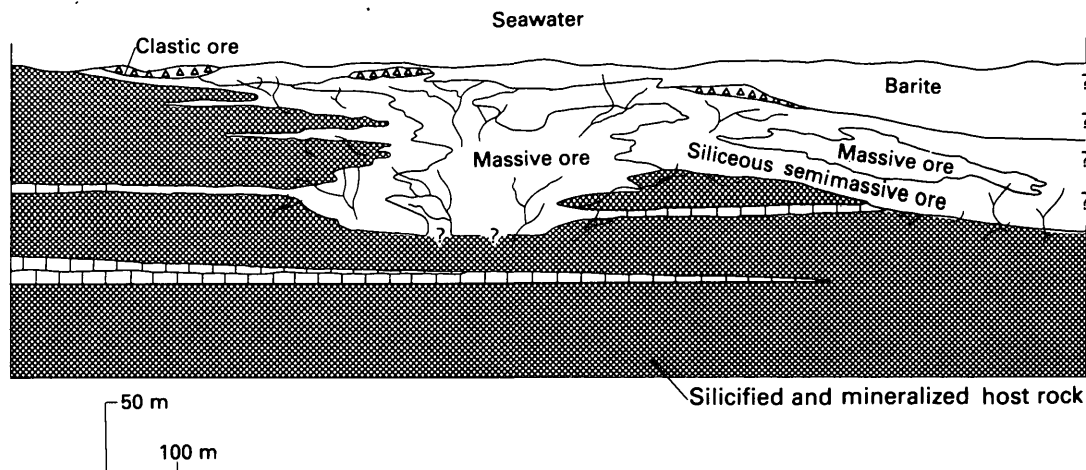 Seawater
Clastic ore
Barite
?
?
Massive ore
Massive ore
Siliceous semimassive ore
?
? ?
Silicified and mineralized host rock
50 m
100 m